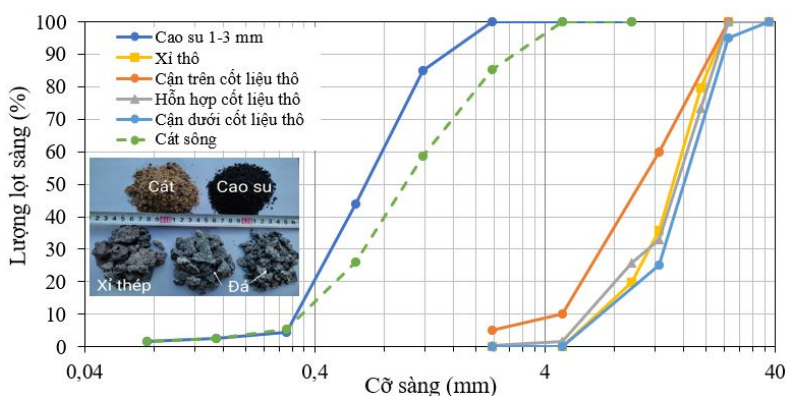 Lượng lọt sàng (%)
100
90
80
70
60
50
40
30
20
10
0
Cao su 1-3 mm
Xỉ thô
Cận trên cốt liệu thô
Hỗn hợp cốt liệu thô
Cận dưới cốt liệu thô
Cát sông
Cát
Cao su
Xỉ thép
Đá
0,04
0,4
4
40
Cỡ sàng (mm)